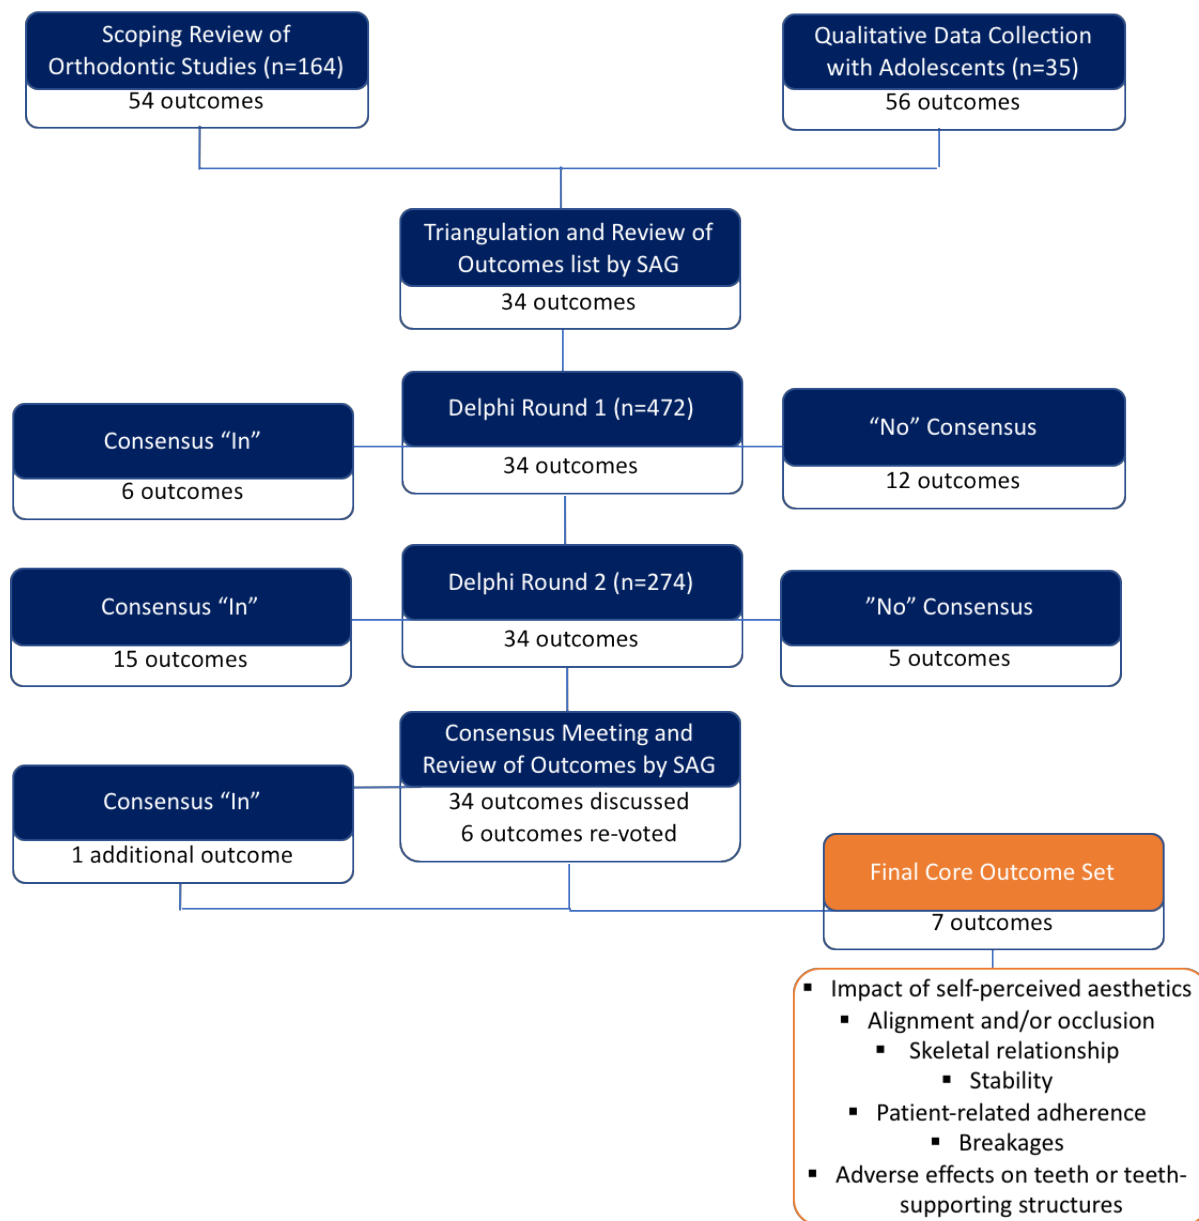 Scoping Review of
Orthodontic Studies (n=164)
54 outcomes
Qualitative Data Collection
with Adolescents (n=35)
56 outcomes
Triangulation and Review of
Outcomes list by SAG
34 outcomes
Delphi Round 1 (n=472)
34 outcomes
Consensus “In”
6 outcomes
“No” Consensus
12 outcomes
Delphi Round 2 (n=274)
34 outcomes
Consensus “In”
15 outcomes
”No” Consensus
5 outcomes
Consensus Meeting and
Review of Outcomes by SAG
34 outcomes discussed
6 outcomes re-voted
Consensus “In”
1 additional outcome
Final Core Outcome Set
7 outcomes
▪ Impact of self-perceived aesthetics
▪ Alignment and/or occlusion
▪ Skeletal relationship
▪ Stability
▪ Patient-related adherence
▪ Breakages
▪ Adverse effects on teeth or teeth-
supporting structures